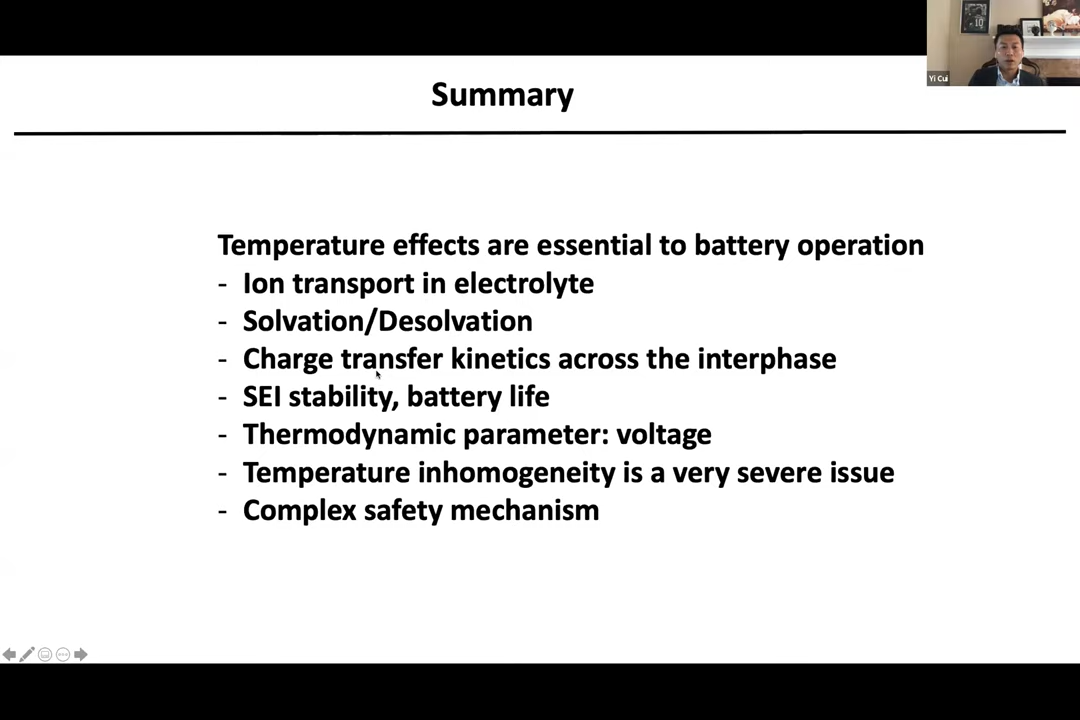 Summary
Yi Cui
Temperature effects are essential to battery operation
- Ion transport in electrolyte
- Solvation/Desolvation
- Charge transfer kinetics across the interphase
- SEI stability, battery life
- Thermodynamic parameter: voltage
- Temperature inhomogeneity is a very severe issue
- Complex safety mechanism